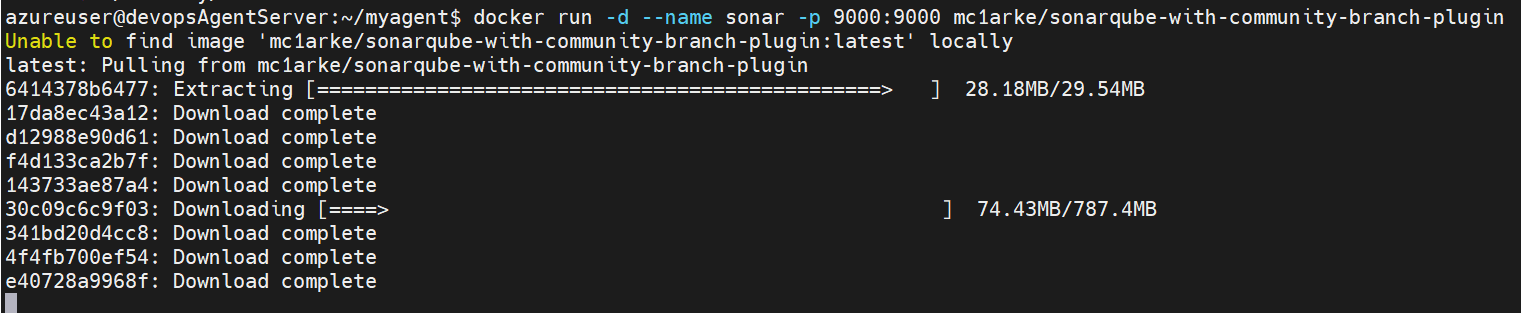 azureuser@devopsAgentServer:~/myagent$ docker run -d --name sonar -p 9000:9000 mc1arke/sonarqube-with-community-branch-plugin
Unable to find image 'mc1arke/sonarqube-with-community-branch-plugin:latest' locally
latest: Pulling from mc1arke/sonarqube-with-community-branch-plugin
6414378b6477: Extracting [===============================================>   ]  28.18MB/29.54MB
17da8ec43a12: Download complete
d12988e90d61: Download complete
f4d133ca2b7f: Download complete
143733ae87a4: Download complete
30c09c6c9f03: Downloading [====>                                              ]  74.43MB/787.4MB
341bd20d4cc8: Download complete
4f4fb700ef54: Download complete
e40728a9968f: Download complete